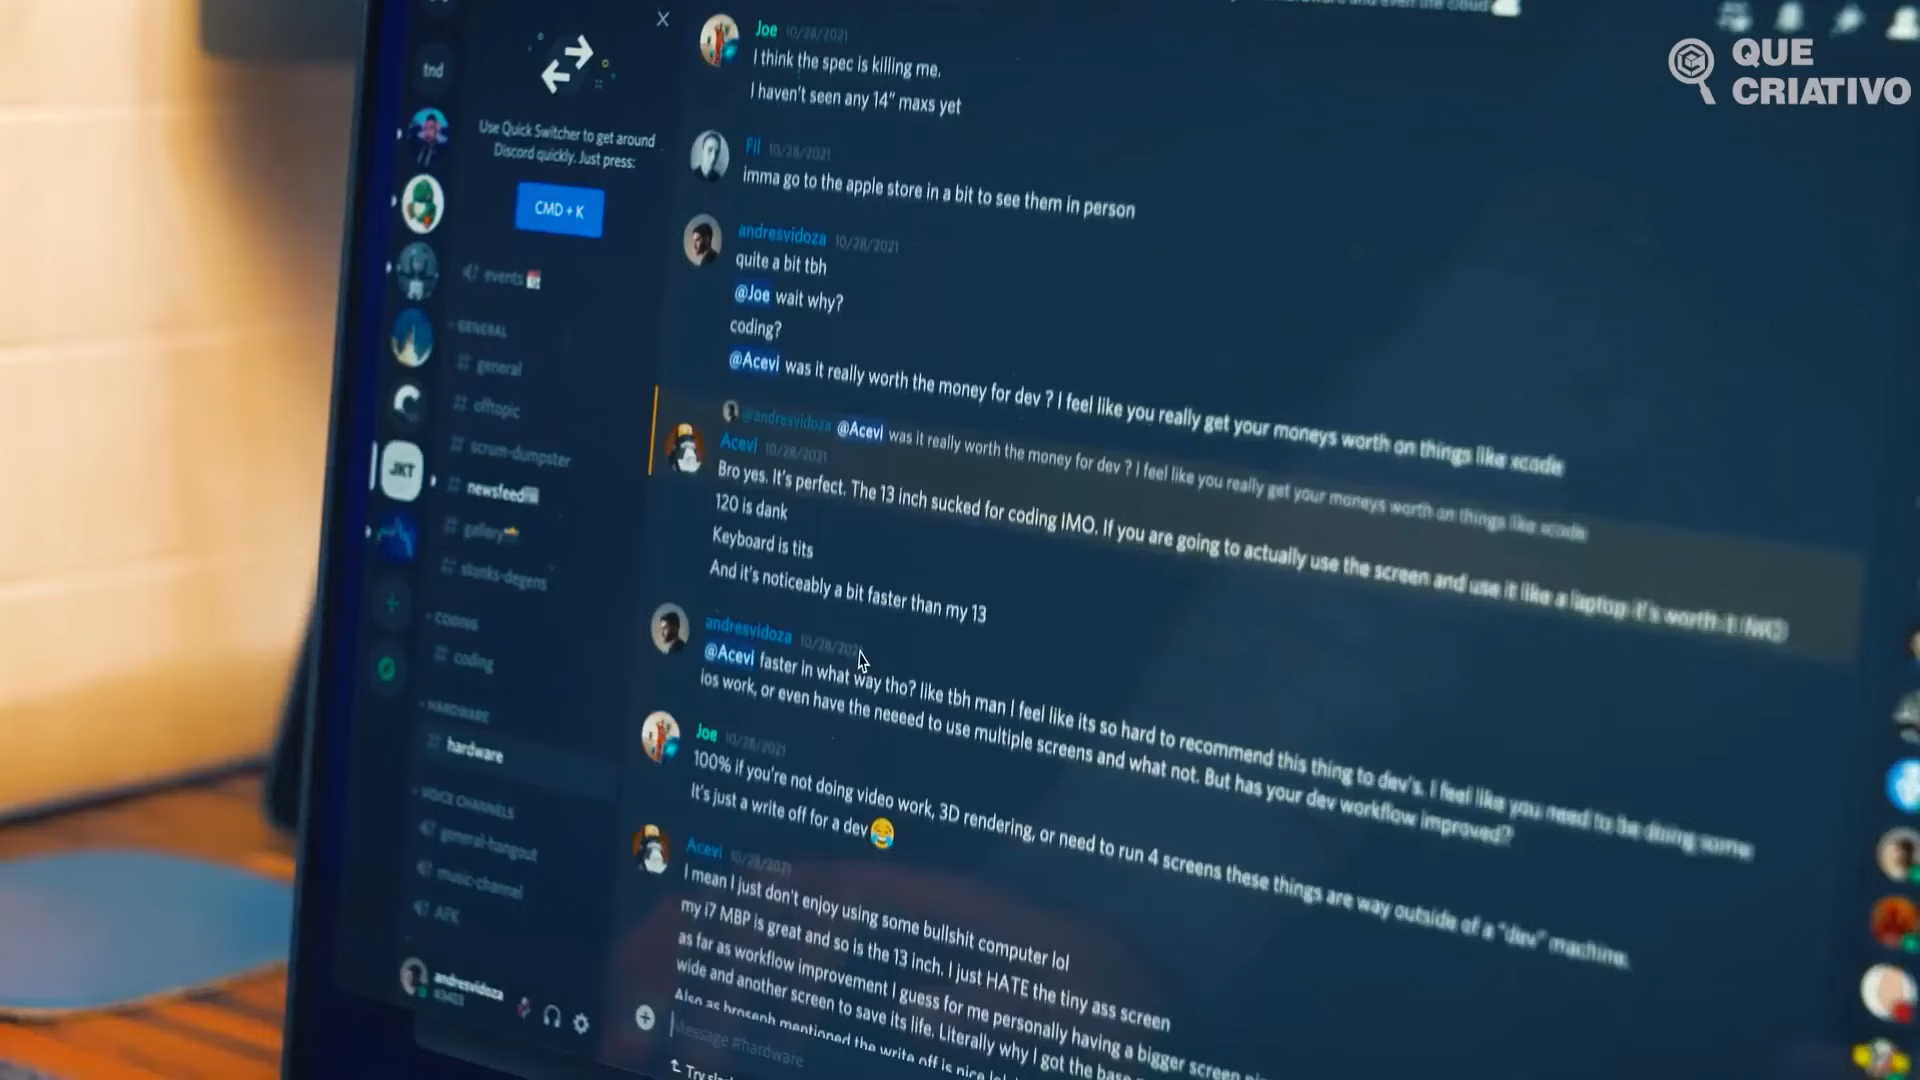 QUE
CRIATIVO
tnd
Use Quick Switcher to get around
Discord quickly. Just press:
CMD + K
events
GENERAL
general
offtopic
scrum-dumpster
JKT
newsfeed
gallery
stonks-degens
CODING
coding
HARDWARE
hardware
VOICE CHANNELS
general-hangout
music-channel
AFK
andresvidoza
Joe 10/28/2021
I think the spec is killing me.
I haven't seen any 14" maxs yet
Fil 10/28/2021
imma go to the apple store in a bit to see them in person
andresvidoza 10/28/2021
quite a bit tbh
@Joe wait why?
coding?
@Acevi was it really worth the money for dev ? I feel like you really get your moneys worth on things like xcode
@andresvidoza @Acevi was it really worth the money for dev ? I feel like you really get your moneys worth on things like xcode
Acevi 10/28/2021
Bro yes. It's perfect. The 13 inch sucked for coding IMO. If you are going to actually use the screen and use it like a laptop it's worth it IMO
120 is dank
Keyboard is tits
And it's noticeably a bit faster than my 13
andresvidoza 10/28/202
@Acevi faster in what way tho? like tbh man I feel like its so hard to recommend this thing to dev's. I feel like you need to be doing some
ios work, or even have the neeeed to use multiple screens and what not. But has your dev workflow improved?
Joe 10/28/2021
100% if you're not doing video work, 3D rendering, or need to run 4 screens these things are way outside of a "dev" machine.
It's just a write off for a dev😂
Acevi 10/28/2021
I mean I just don't enjoy using some bullshit computer lol
my i7 MBP is great and so is the 13 inch. I just HATE the tiny ass screen
as far as workflow improvement I guess for me personally having a bigger screen
wide and another screen to save its life. Literally why I got the base
Also as broseph mentioned the write off is nice
Message #hardware